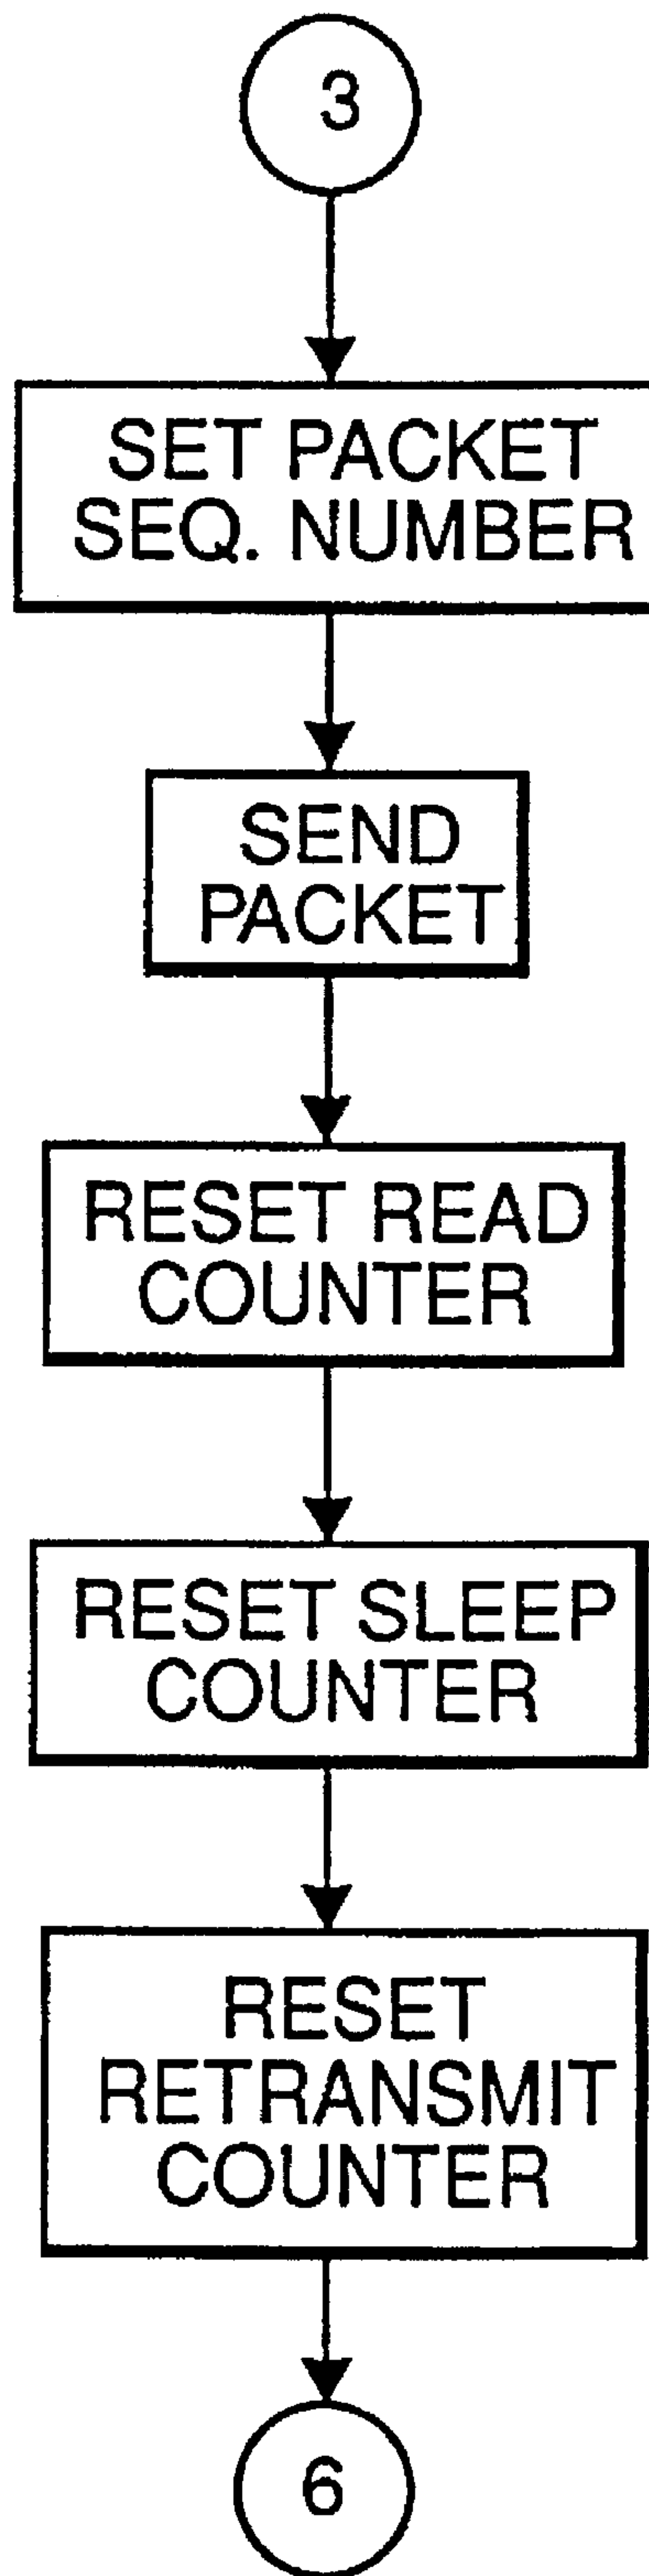 3
SET PACKET
SEQ. NUMBER
SEND
PACKET
RESET READ
COUNTER
RESET SLEEP
COUNTER
RESET
RETRANSMIT
COUNTER
6